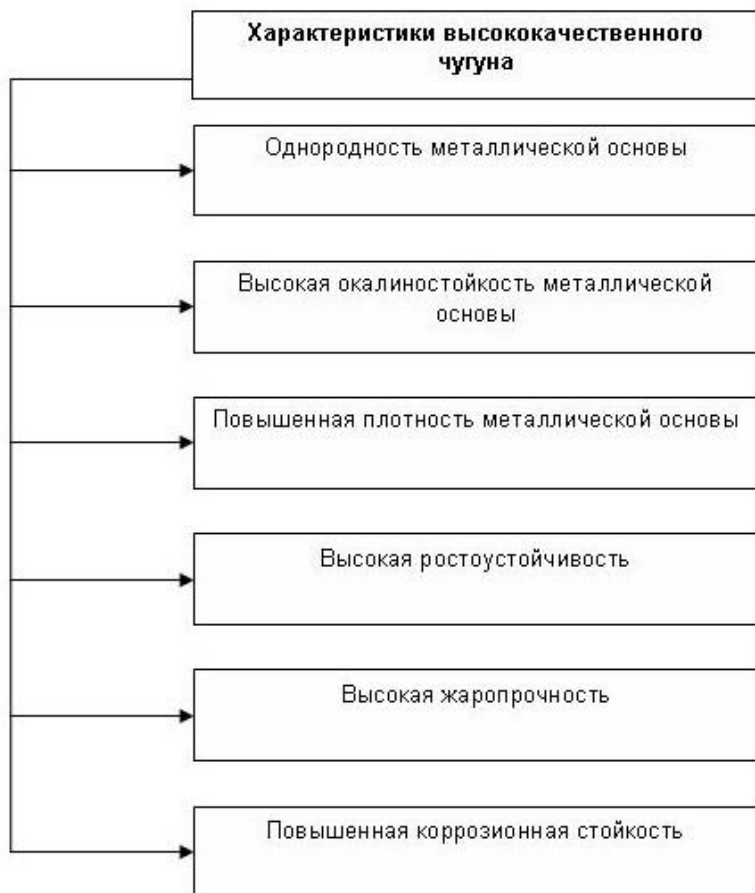 Характеристики высококачественного
чугуна
Однородность металлической основы
Высокая окалиностойкость металлической
основы
Повышенная плотность металлической основы
Высокая ростоустойчивость
Высокая жаропрочность
Повышенная коррозионная стойкость